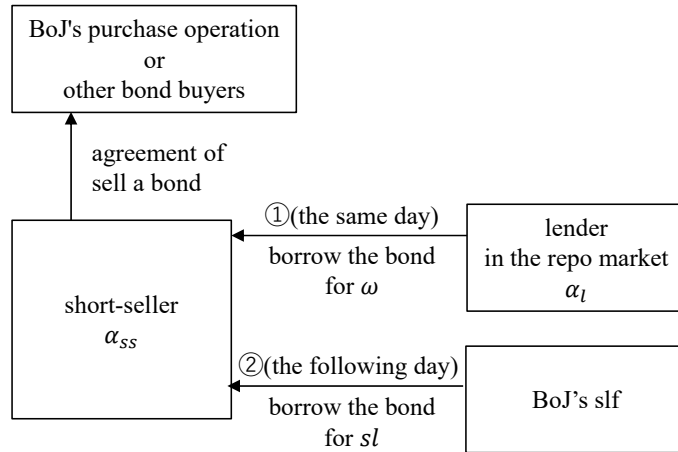 BoJ's purchase operation
or
other bond buyers
agreement of
sell a bond
①(the same day)
borrow the bond
for ω
lender
in the repo market
α_l
short-seller
α_ss
②(the following day)
borrow the bond
for sl
BoJ’s slf